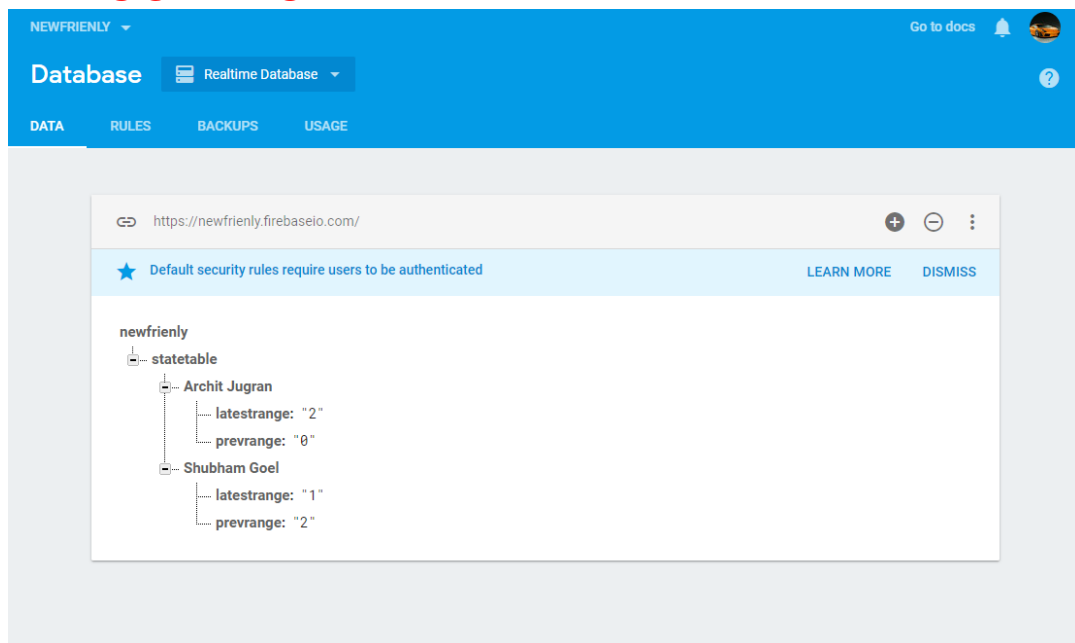 NEWFRIENLY
Go to docs
Database
Realtime Database
?
DATA RULES BACKUPS USAGE
https://newfrienly.firebaseio.com/
Default security rules require users to be authenticated LEARN MORE DISMISS
newfrienly
statetable
Archit Jugran
latestrange: "2"
prevrange: "0"
Shubham Goel
latestrange: "1"
prevrange: "2"